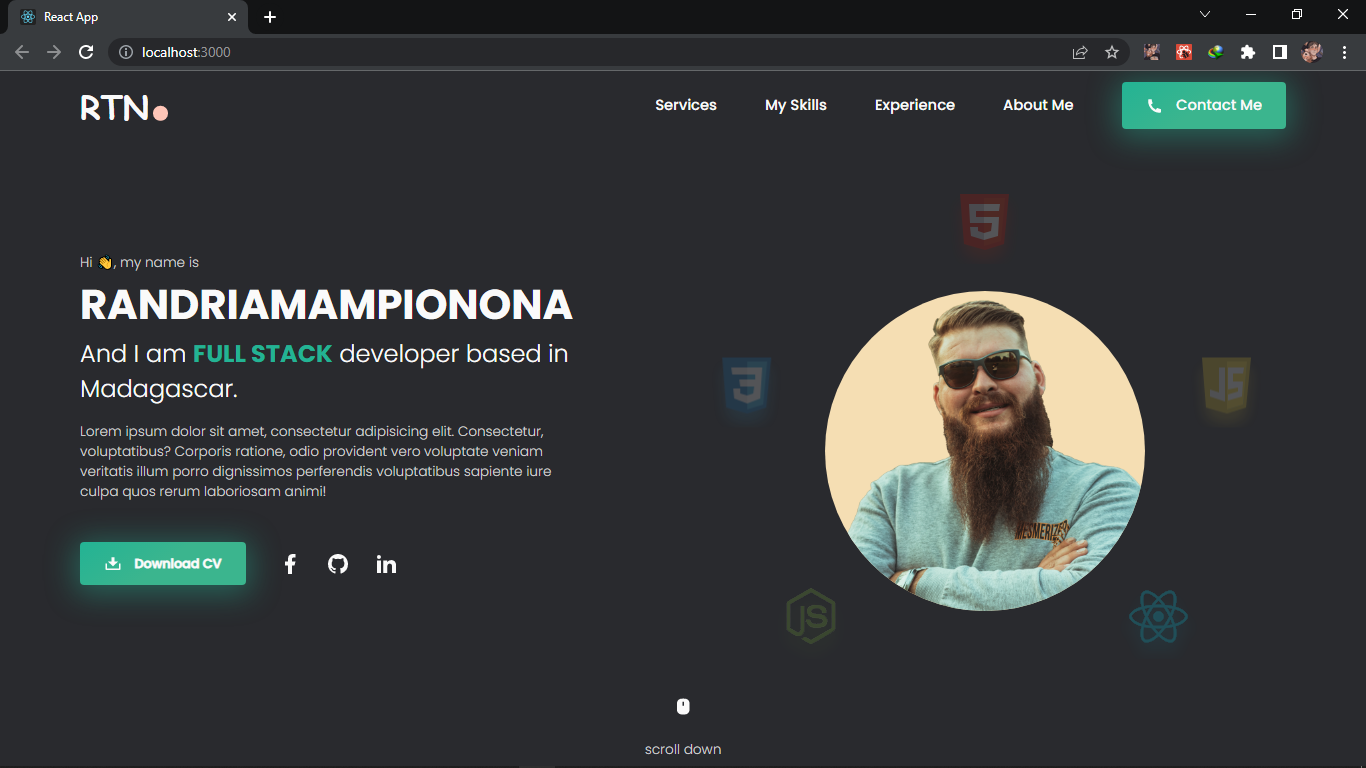 React App
localhost:3000
RTN
Services
My Skills
Experience
About Me
Contact Me
5
Hi 👋, my name is
RANDRIAMAMPIONONA
And I am FULL STACK developer based in
Madagascar.
3
JS
Lorem ipsum dolor sit amet, consectetur adipisicing elit. Consectetur,
voluptatibus? Corporis ratione, odio provident vero voluptate veniam
veritatis illum porro dignissimos perferendis voluptatibus sapiente iure
culpa quos rerum laboriosam animi!
MESMERIZE
Download CV
f
in
JS
scroll down